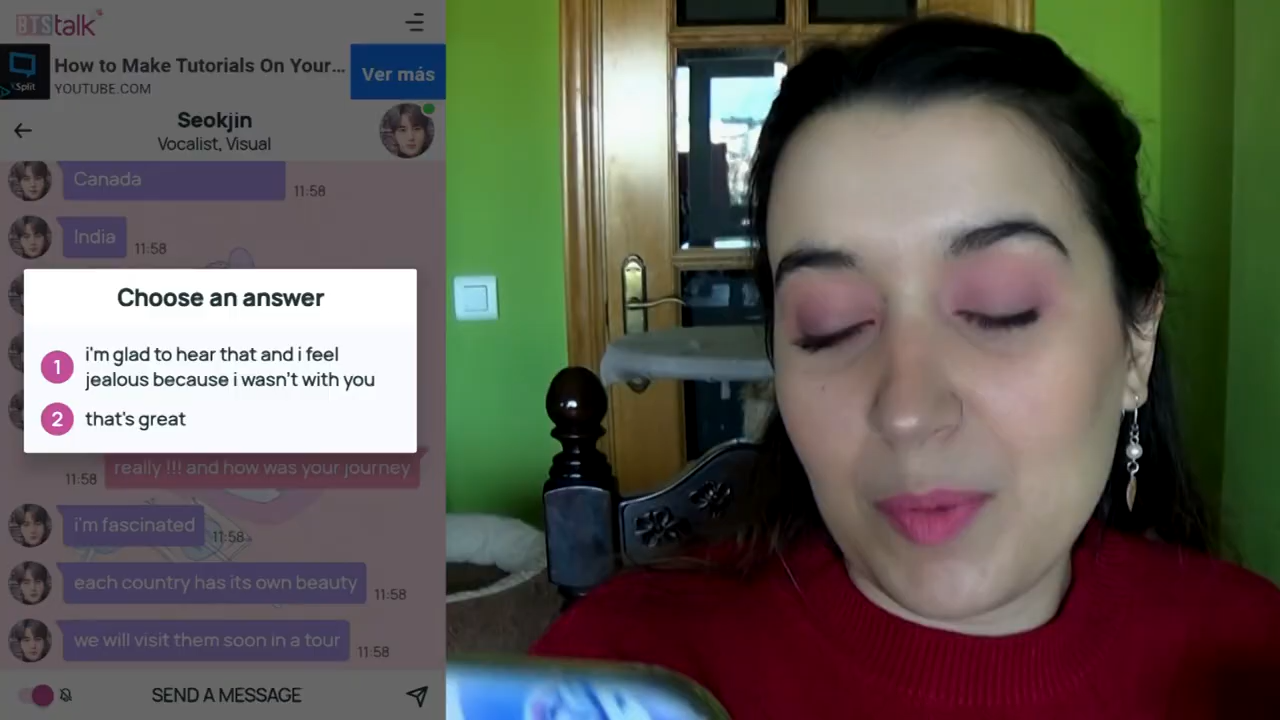 BTStalk
How to Make Tutorials On Your...
YOUTUBE.COM
Ver más
XSplit
Seokjin
Vocalist, Visual
Canada
11:58
India
11:58
Choose an answer
1 i'm glad to hear that and i feel
jealous because i wasn't with you
2 that's great
11:58 really !!! and how was your journey
i'm fascinated
11:58
each country has its own beauty
11:58
we will visit them soon in a tour
11:58
SEND A MESSAGE